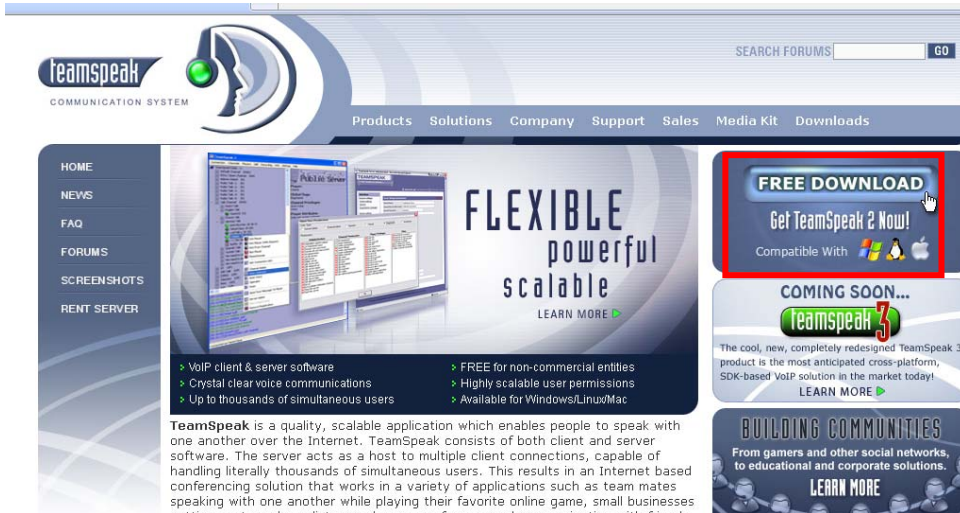 SEARCH FORUMS GO
teamspeak
COMMUNICATION SYSTEM
Products Solutions Company Support Sales Media Kit Downloads
HOME
NEWS
FAQ
FORUMS
SCREENSHOTS
RENT SERVER
Public Server
FLEXIBLE
powerful
scalable
LEARN MORE
> VoIP client & server software
> Crystal clear voice communications
> Up to thousands of simultaneous users
> FREE for non-commercial entities
> Highly scalable user permissions
> Available for Windows/Linux/Mac
TeamSpeak is a quality, scalable application which enables people to speak with
one another over the Internet. TeamSpeak consists of both client and server
software. The server acts as a host to multiple client connections, capable of
handling literally thousands of simultaneous users. This results in an Internet based
conferencing solution that works in a variety of applications such as team mates
speaking with one another while playing their favorite online game, small businesses
FREE DOWNLOAD
Get TeamSpeak 2 Now!
Compatible With
COMING SOON...
teamspeak 3
The cool, new, completely redesigned TeamSpeak 3
product is the most anticipated cross-platform,
SDK-based VoIP solution in the market today!
LEARN MORE
BUILDING COMMUNITIES
From gamers and other social networks,
to educational and corporate solutions.
LEARN MORE